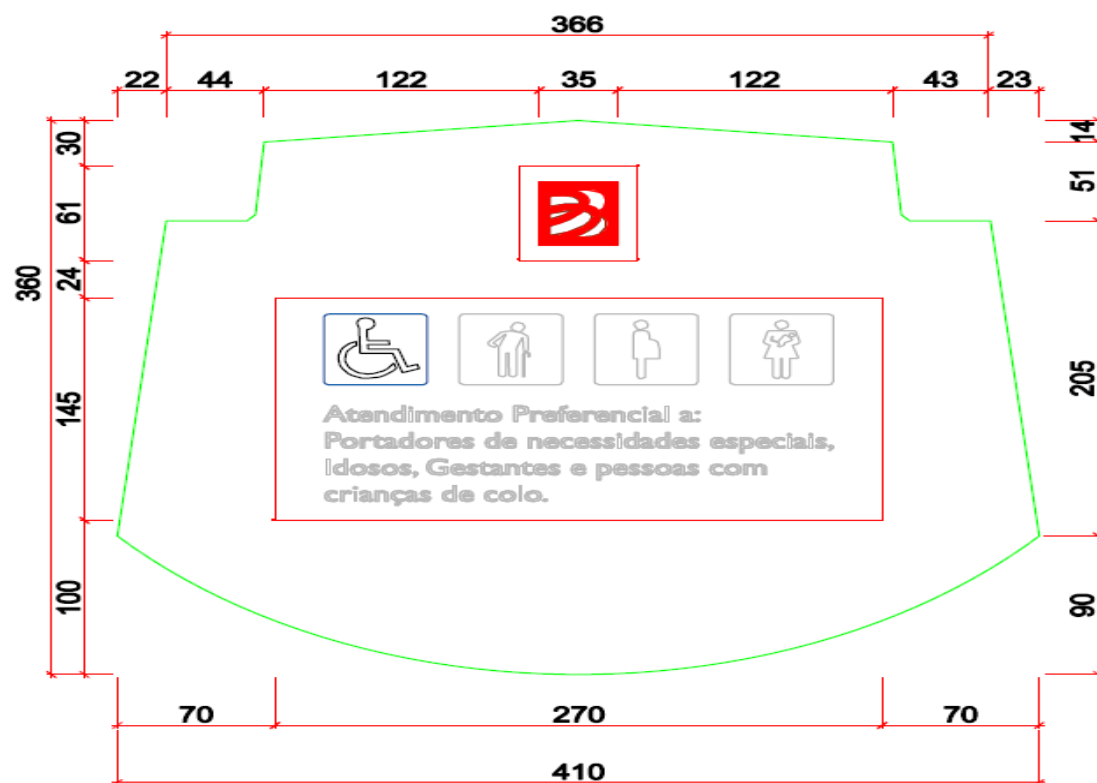 366
22 44 122 35 122 43 23
30
14
61
51
24
360
145
205
100
90
Atendimento Preferencial a:
Portadores de necessidades especiais,
Idosos, Gestantes e pessoas com
crianças de colo.
70 270 70
410